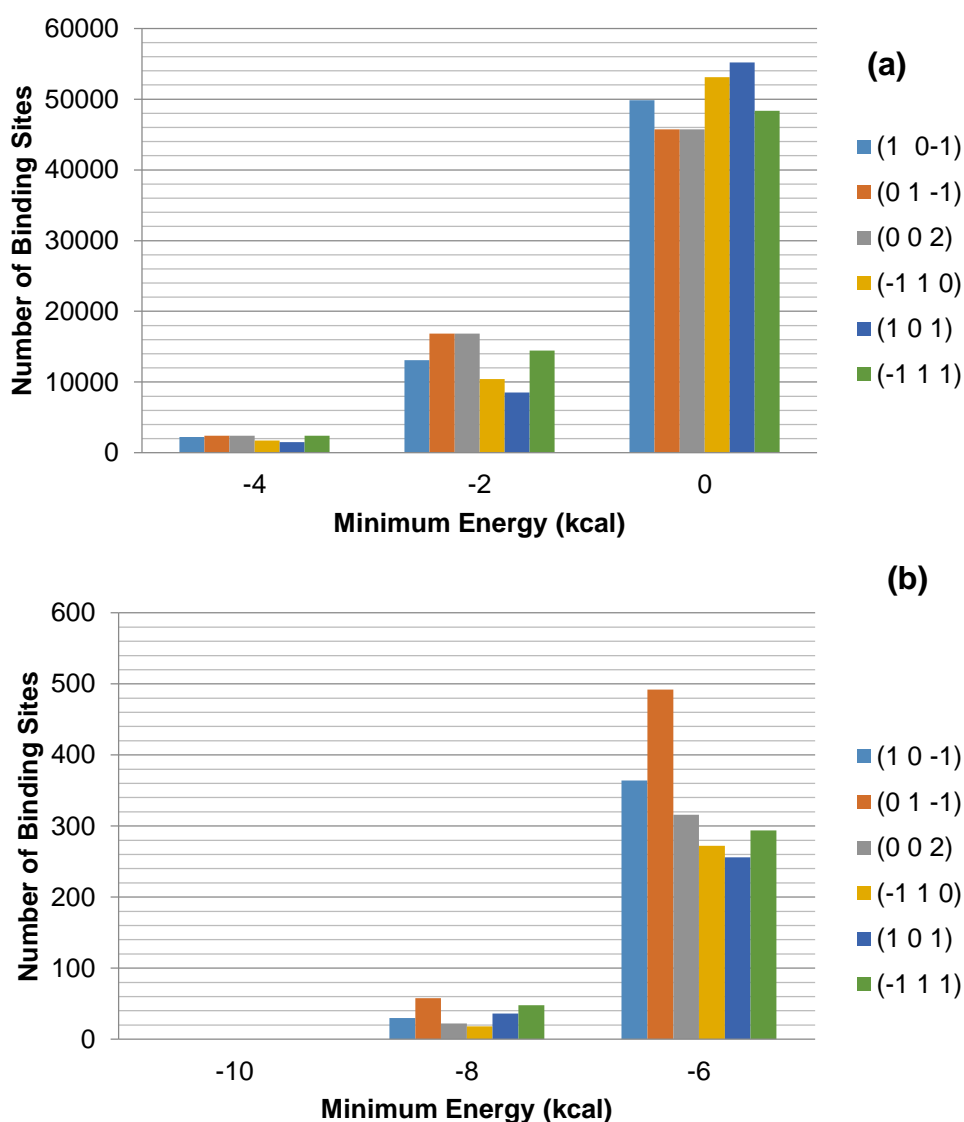 60000
50000
40000
30000
20000
10000
0
Number of Binding Sites
-4
-2
0
Minimum Energy (kcal)
(a)
(1  0-1)
(0 1 -1)
(0 0 2)
(-1 1 0)
(1 0 1)
(-1 1 1)
(b)
600
500
400
300
200
100
0
Number of Binding Sites
-10
-8
-6
Minimum Energy (kcal)
(1 0 -1)
(0 1 -1)
(0 0 2)
(-1 1 0)
(1 0 1)
(-1 1 1)